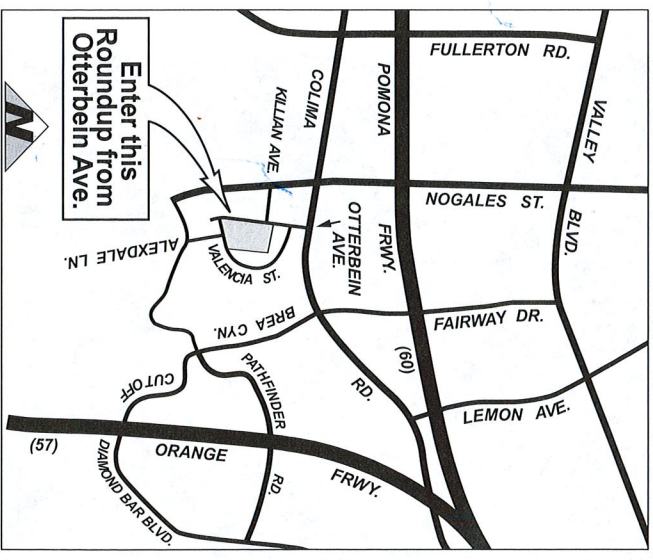 FULLERTON RD.
VALLEY
BLVD.
POMONA
FRWY.
(60)
COLIMA
RD.
KILLIAN AVE
Enter this
Roundup from
Otterbein Ave.
N
NOGALES ST.
OTTERBEIN
AVE.
ALEXDALE LN.
VALENCIA ST.
FAIRWAY DR.
BREA CYN.
CUTOFF
PATHFINDER
RD.
LEMON AVE.
(57)
ORANGE
FRWY.
DIAMOND BAR BLVD.